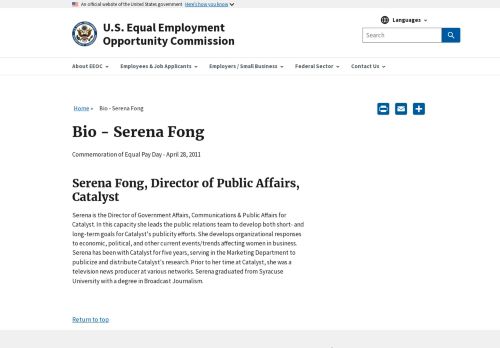 An official website of the United States government Here's how you know
U.S. Equal Employment
Opportunity Commission
Languages
Search
About EEOC
Employees & Job Applicants
Employers / Small Business
Federal Sector
Contact Us
Home » Bio - Serena Fong
Bio - Serena Fong
Commemoration of Equal Pay Day - April 28, 2011
Serena Fong, Director of Public Affairs,
Catalyst
Serena is the Director of Government Affairs, Communications & Public Affairs for
Catalyst. In this capacity she leads the public relations team to develop both short- and
long-term goals for Catalyst's publicity efforts. She develops organizational responses
to economic, political, and other current events/trends affecting women in business.
Serena has been with Catalyst for five years, serving in the Marketing Department to
publicize and distribute Catalyst's research. Prior to her time at Catalyst, she was a
television news producer at various networks. Serena graduated from Syracuse
University with a degree in Broadcast Journalism.
Return to top